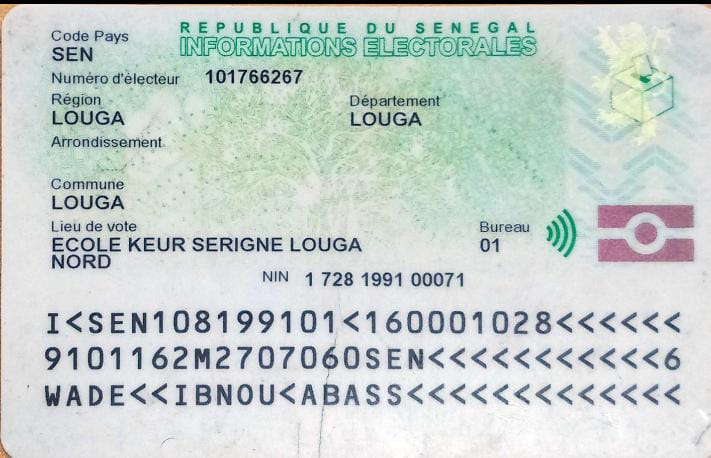 REPUBLIQUE DU SENEGAL
INFORMATIONS ELECTORALES
Code Pays
SEN
Numéro d'électeur 101766267
Région
LOUGA
Département
LOUGA
Arrondissement
Commune
LOUGA
Lieu de vote
ECOLE KEUR SERIGNE LOUGA
NORD
Bureau
01
NIN 1 728 1991 00071
I<SEN108199101<160001028<<<<<<
9101162M2707060SEN<<<<<<<<<<<6
WADE<<IBNOU<ABASS<<<<<<<<<<<<<